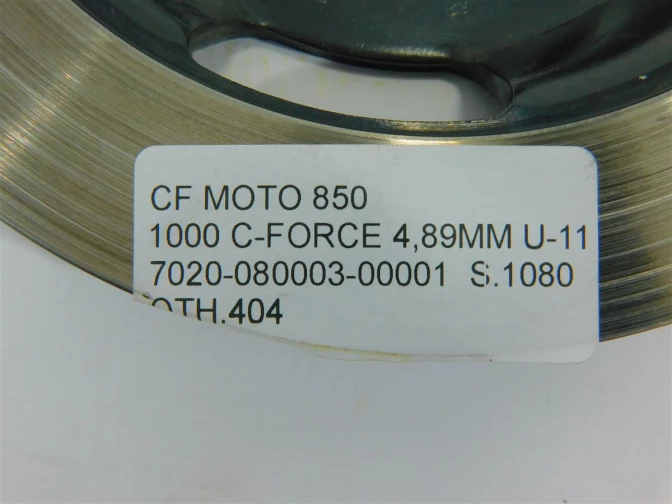 CF MOTO 850
1000 C-FORCE 4,89MM U-11
7020-080003-00001 S.1080
OTH.404